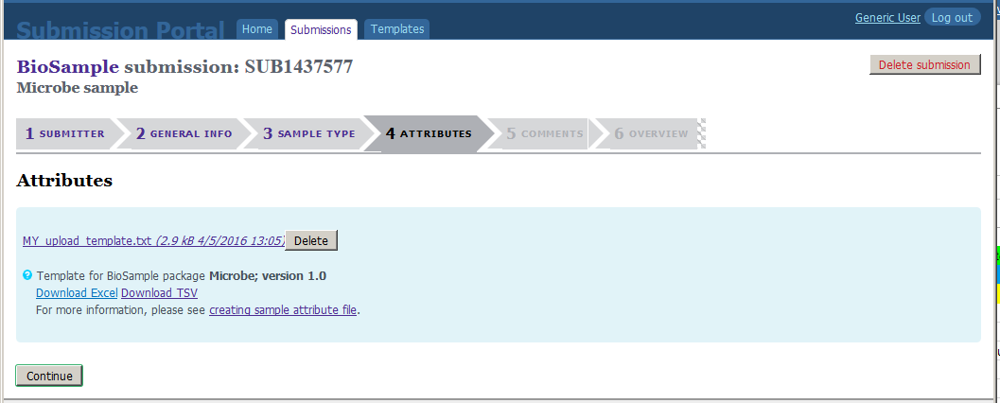 Generic User Log out
Submission Portal Home Submissions Templates
BioSample submission: SUB1437577
Delete submission
Microbe sample
1 SUBMITTER 2 GENERAL INFO 3 SAMPLE TYPE 4 ATTRIBUTES 5 COMMENTS 6 OVERVIEW
Attributes
MY_upload_template.txt (2.9 kB 4/5/2016 13:05) Delete
? Template for BioSample package Microbe; version 1.0
Download Excel Download TSV
For more information, please see creating sample attribute file.
Continue